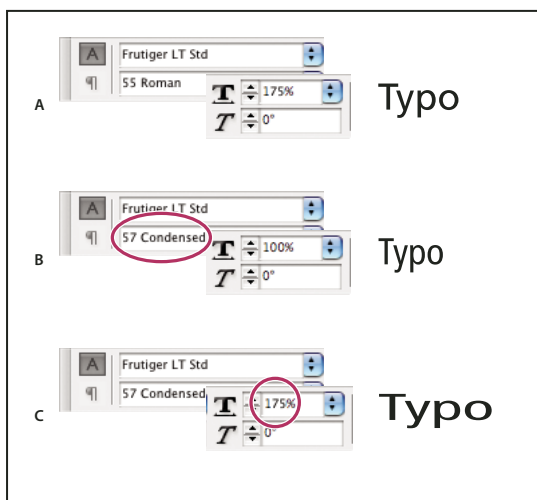 A
Frutiger LT Std
¶
55 Roman
T
175%
T
0°
A
Typo
A
Frutiger LT Std
¶
57 Condensed
T
100%
T
0°
B
Typo
A
Frutiger LT Std
¶
57 Condensed
T
175%
T
0°
C
Typo